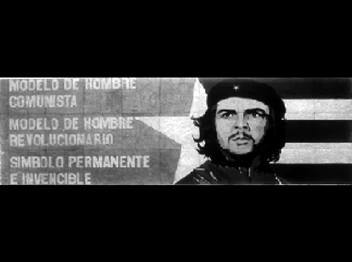 MODELO DE HOMBRE
COMUNISTA
MODELO DE HOMBRE
REVOLUCIONARIO
SIMBOLO PERMANENTE
E INVENCIBLE